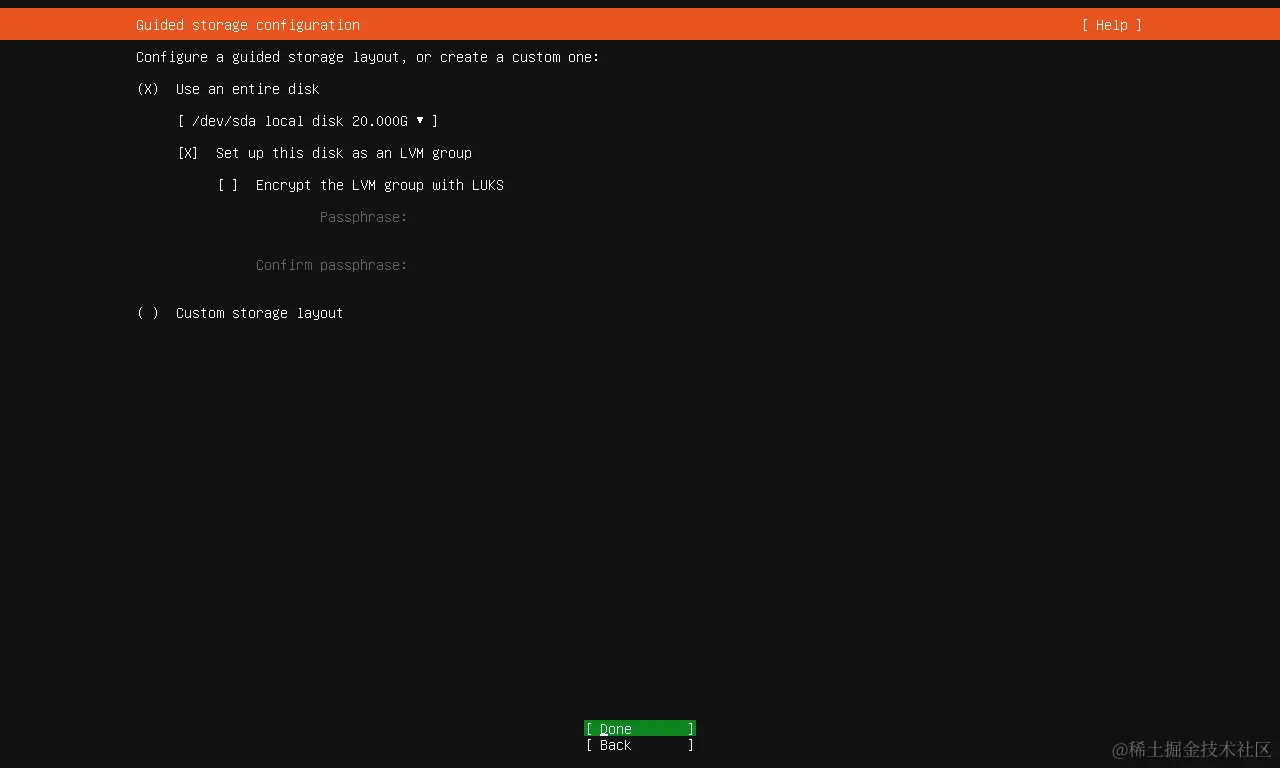 Guided storage configuration [ Help ]
Configure a guided storage layout, or create a custom one:
(X) Use an entire disk
[ /dev/sda local disk 20.000G ▾ ]
[X] Set up this disk as an LVM group
[ ] Encrypt the LVM group with LUKS
Passphrase:
Confirm passphrase:
( ) Custom storage layout
[ Done ]
[ Back ]
@稀土掘金技术社区